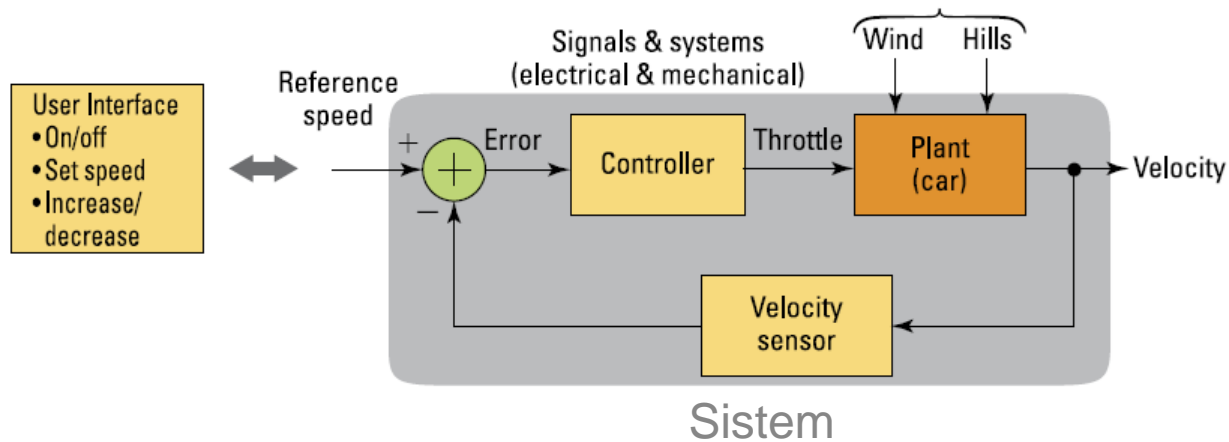 Wind Hills
Signals & systems
(electrical & mechanical)
Reference
speed
User Interface
• On/off
• Set speed
• Increase/
decrease
+
Error
Controller
Throttle
Plant
(car)
Velocity
+
−
Velocity
sensor
Sistem